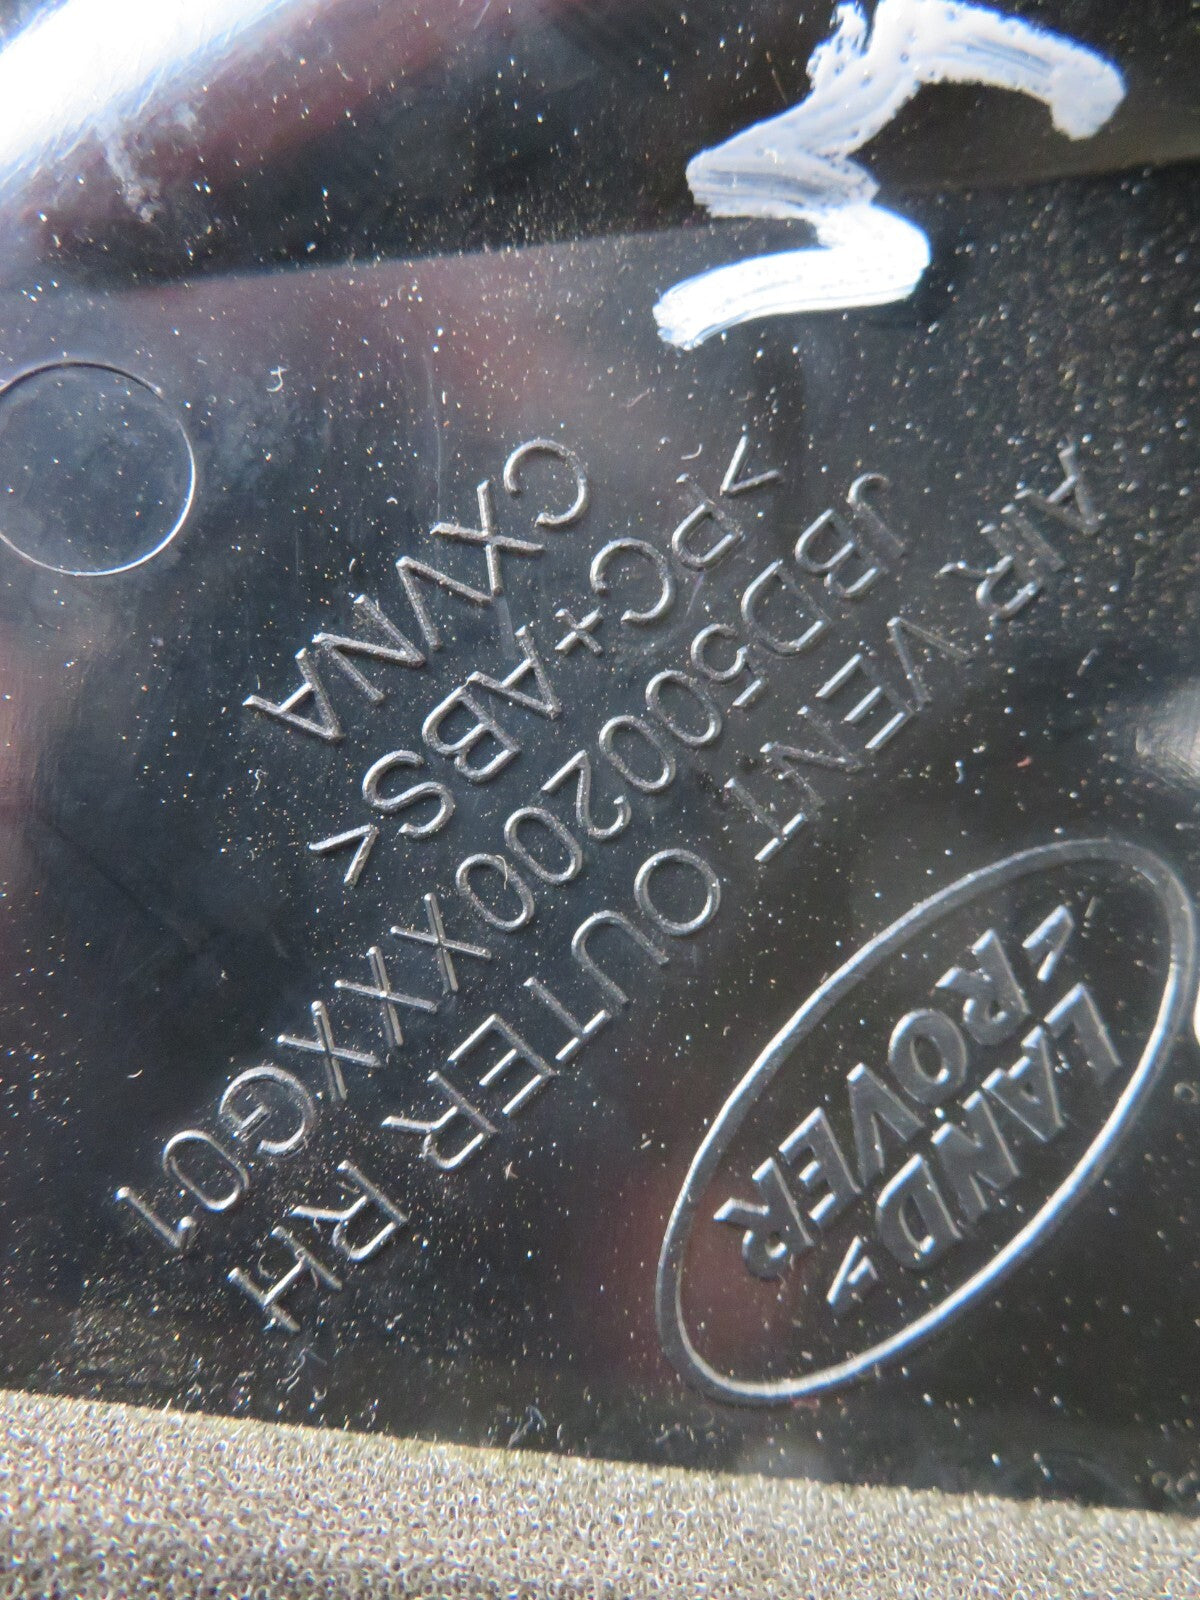 LAND
ROVER
AIR VENT OUTER RH
JBD500200XXXG01
>PC+ABS<
CXVNA